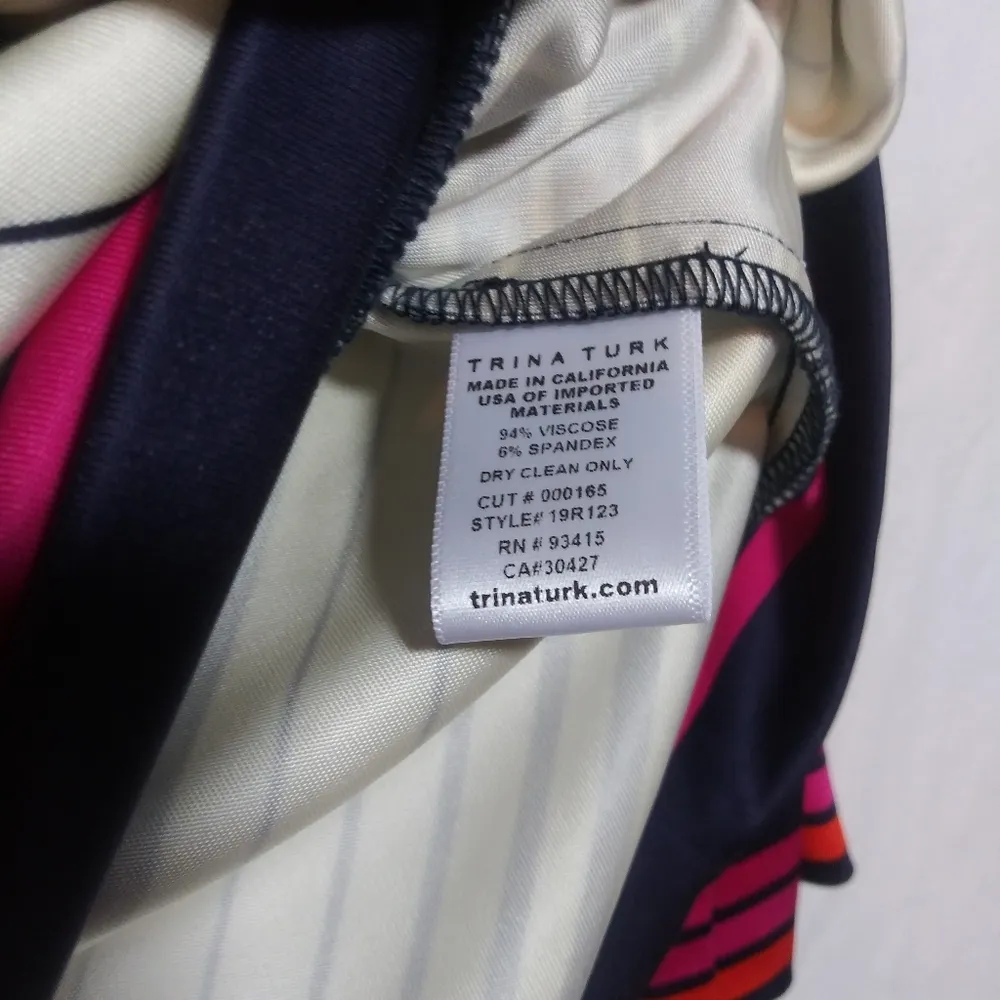 TRINA TURK
MADE IN CALIFORNIA
USA OF IMPORTED
MATERIALS
94% VISCOSE
6% SPANDEX
DRY CLEAN ONLY
CUT # 000165
STYLE# 19R123
RN # 93415
CA#30427
trinaturk.com